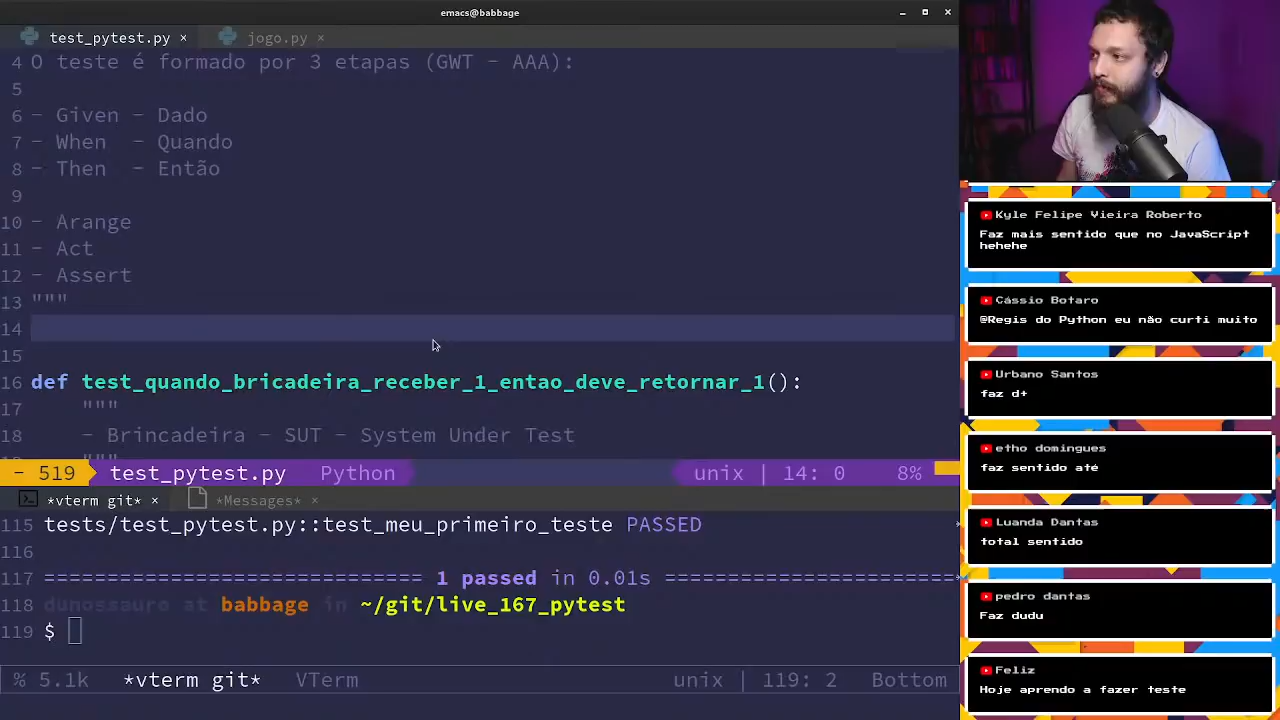 emacs@babbage
test_pytest.py × jogo.py ×
4 O teste é formado por 3 etapas (GWT - AAA):
5
6 - Given - Dado
7 - When - Quando
8 - Then - Então
9
10 - Arange
11 - Act
12 - Assert
13 """
14
15
16 def test_quando_bricadeira_receber_1_entao_deve_retornar_1():
17 """
18 - Brincadeira - SUT - System Under Test
- 519 test_pytest.py Python unix | 14: 0 8%
*vterm git* × *Messages* ×
115 tests/test_pytest.py::test_meu_primeiro_teste PASSED
116
117 ============================== 1 passed in 0.01s ==============================
118 dunossauro at babbage in ~/git/live_167_pytest
119 $
% 5.1k *vterm git* VTerm unix | 119: 2 Bottom
Kyle Felipe Vieira Roberto
Faz mais sentido que no JavaScript
hehehe
Cássio Botaro
@Regis do Python eu não curti muito
Urbano Santos
faz d+
etho domingues
faz sentido até
Luanda Dantas
total sentido
pedro dantas
Faz dudu
Feliz
Hoje aprendo a fazer teste